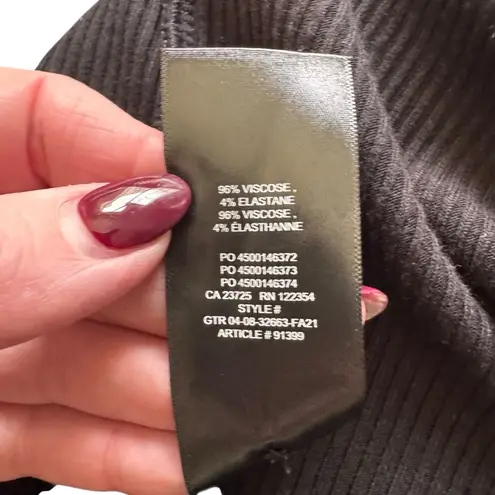 96% VISCOSE,
4% ELASTANE
96% VISCOSE,
4% ÉLASTHANNE
PO 4500146372
PO 4500146373
PO 4500146374
CA 23725 RN 122354
STYLE #
GTR 04-08-32663-FA21
ARTICLE # 91399